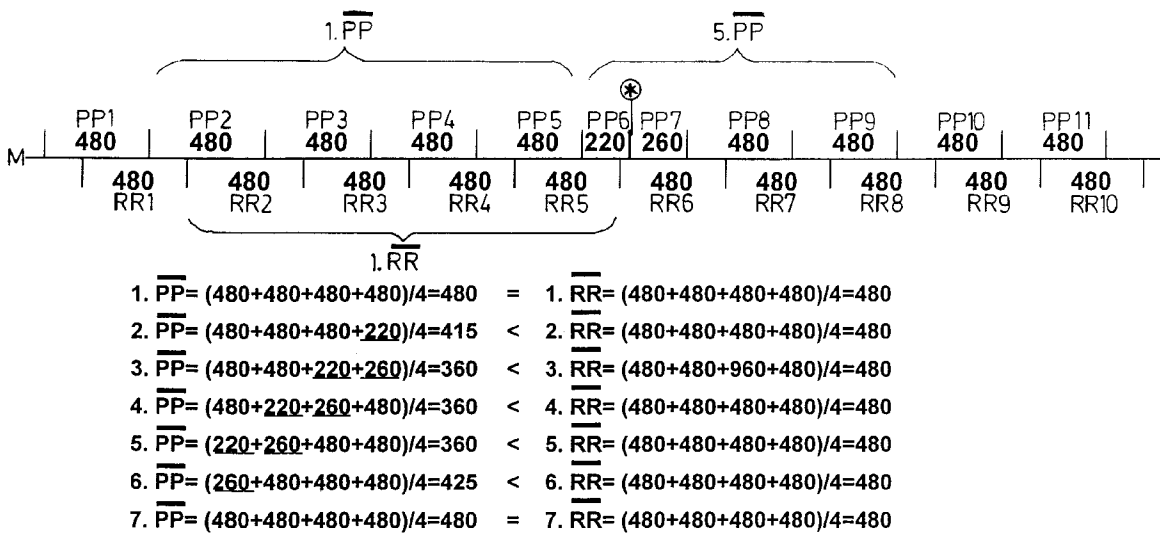 1. PP 5. PP
PP1 PP2 PP3 PP4 PP5 PP6 PP7 PP8 PP9 PP10 PP11
480 480 480 480 480 220 260 480 480 480 480
M
480 480 480 480 480 480 480 480 480 480
RR1 RR2 RR3 RR4 RR5 RR6 RR7 RR8 RR9 RR10
1. RR
1. PP= (480+480+480+480)/4=480 = 1. RR= (480+480+480+480)/4=480
2. PP= (480+480+480+220)/4=415 < 2. RR= (480+480+480+480)/4=480
3. PP= (480+480+220+260)/4=360 < 3. RR= (480+480+960+480)/4=480
4. PP= (480+220+260+480)/4=360 < 4. RR= (480+480+480+480)/4=480
5. PP= (220+260+480+480)/4=360 < 5. RR= (480+480+480+480)/4=480
6. PP= (260+480+480+480)/4=425 < 6. RR= (480+480+480+480)/4=480
7. PP= (480+480+480+480)/4=480 = 7. RR= (480+480+480+480)/4=480